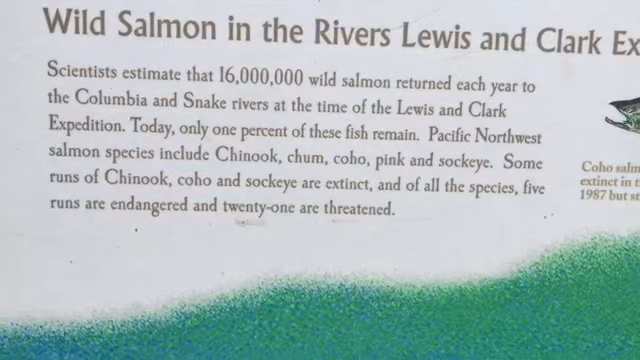 Wild Salmon in the Rivers Lewis and Clark Ex
Scientists estimate that 16,000,000 wild salmon returned each year to
the Columbia and Snake rivers at the time of the Lewis and Clark
Expedition. Today, only one percent of these fish remain. Pacific Northwest
salmon species include Chinook, chum, coho, pink and sockeye. Some
runs of Chinook, coho and sockeye are extinct, and of all the species, five
runs are endangered and twenty-one are threatened.
Coho salm
extinct in t
1987 but st